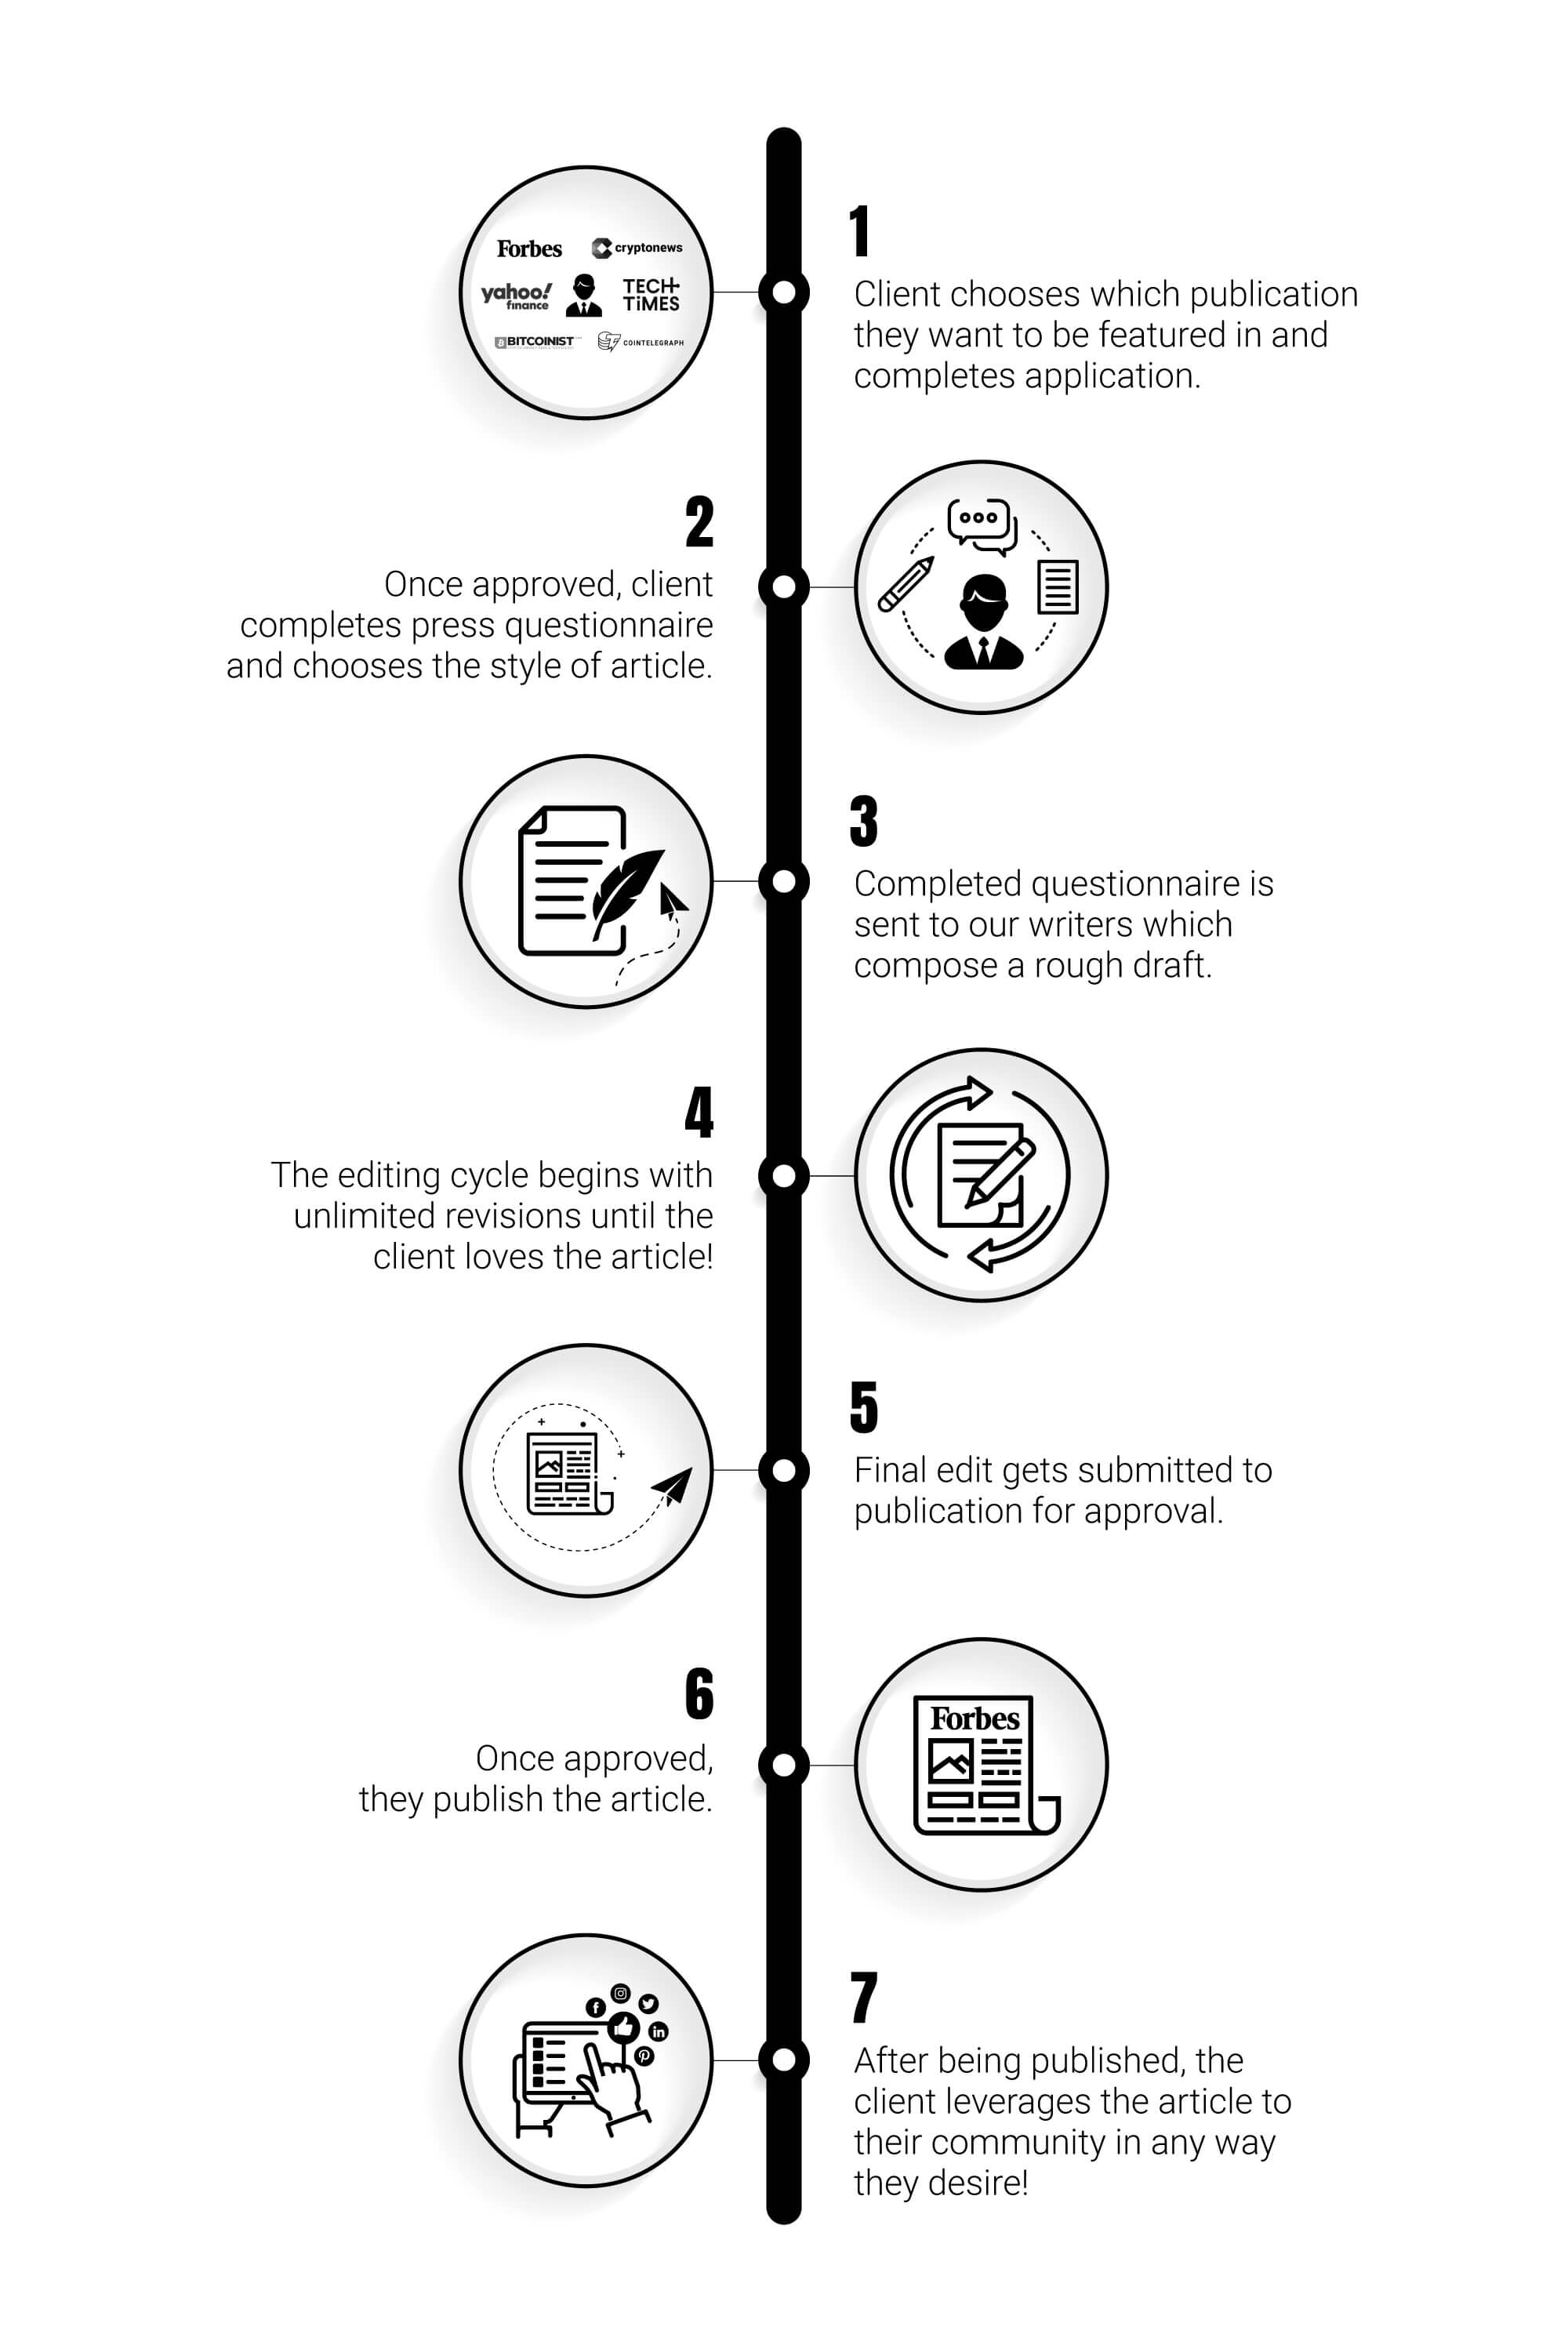 Forbes
cryptonews
yahoo!
finance
TECH
TiMES
BITCOINIST
COINTELEGRAPH
1
Client chooses which publication
they want to be featured in and
completes application.
2
Once approved, client
completes press questionnaire
and chooses the style of article.
3
Completed questionnaire is
sent to our writers which
compose a rough draft.
4
The editing cycle begins with
unlimited revisions until the
client loves the article!
5
Final edit gets submitted to
publication for approval.
6
Once approved,
they publish the article.
Forbes
7
After being published, the
client leverages the article to
their community in any way
they desire!